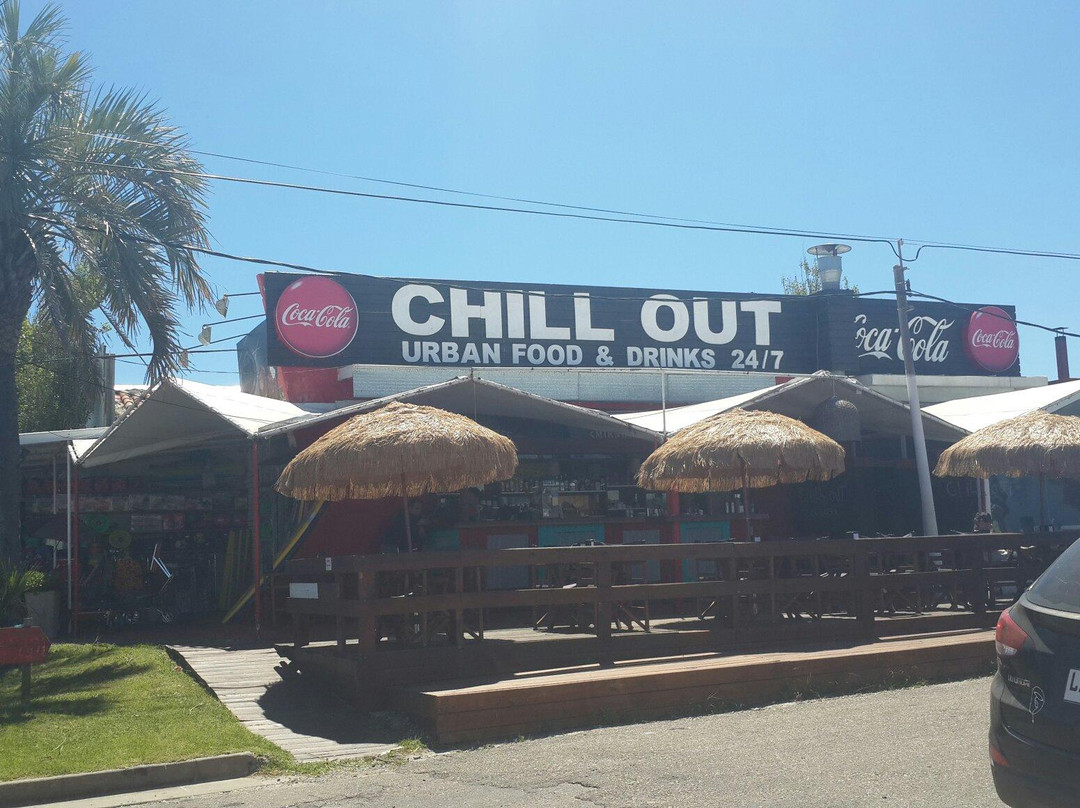 Coca-Cola
CHILL OUT
URBAN FOOD & DRINKS 24/7
Coca-Cola
Coca-Cola